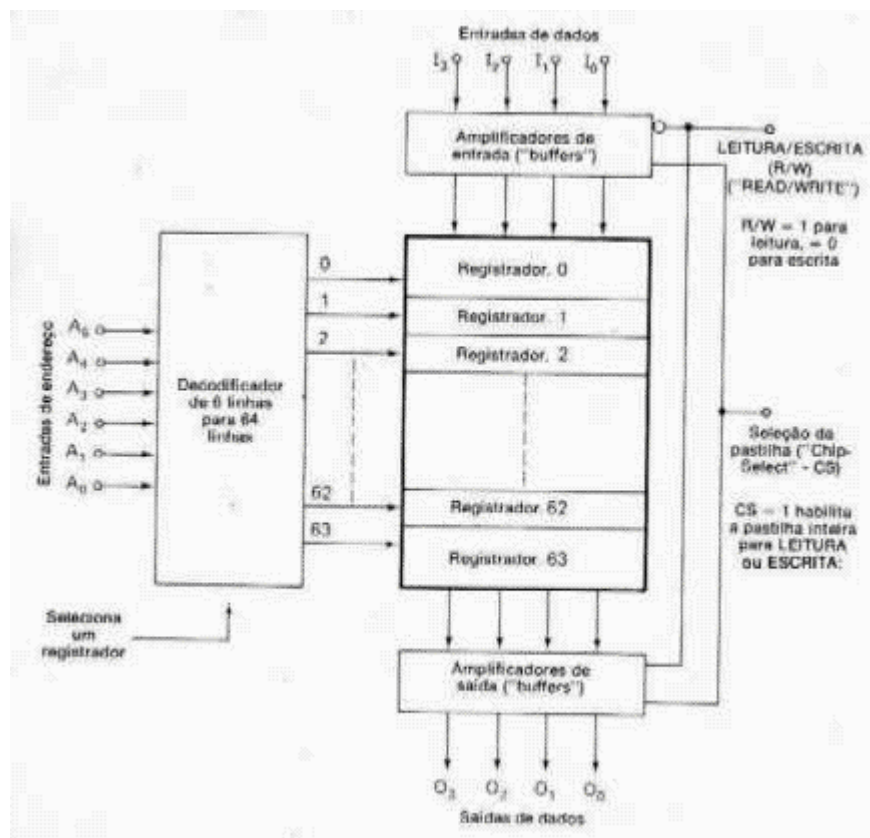 Entradas de dados
I₃ I₂ I₁ I₀
Amplificadores de
entrada ("buffers")
LEITURA/ESCRITA
(R/W)
("READ/WRITE")
R/W = 1 para
leitura, = 0
para escrita
Entradas de endereço
A₅
A₄
A₃
A₂
A₁
A₀
Decodificador
de 6 linhas
para 64
linhas
0
1
2
62
63
Registrador. 0
Registrador. 1
Registrador. 2
Registrador. 62
Registrador. 63
Seleção da
pastilha ("Chip-
Select" - CS)
CS = 1 habilita
a pastilha inteira
para LEITURA
ou ESCRITA:
Seleciona
um
registrador
Amplificadores de
saída ("buffers")
O₃ O₂ O₁ O₀
Saídas de dados